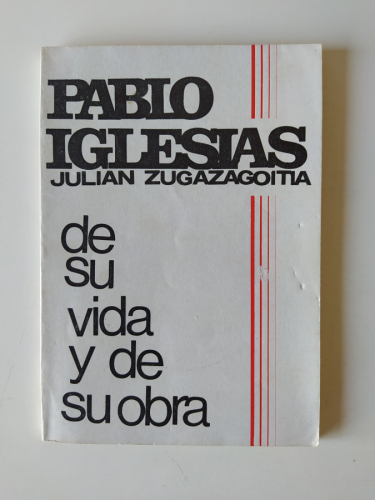 PABLO
IGLESIAS
JULIAN ZUGAZAGOITIA
de
su
vida
y de
su obra